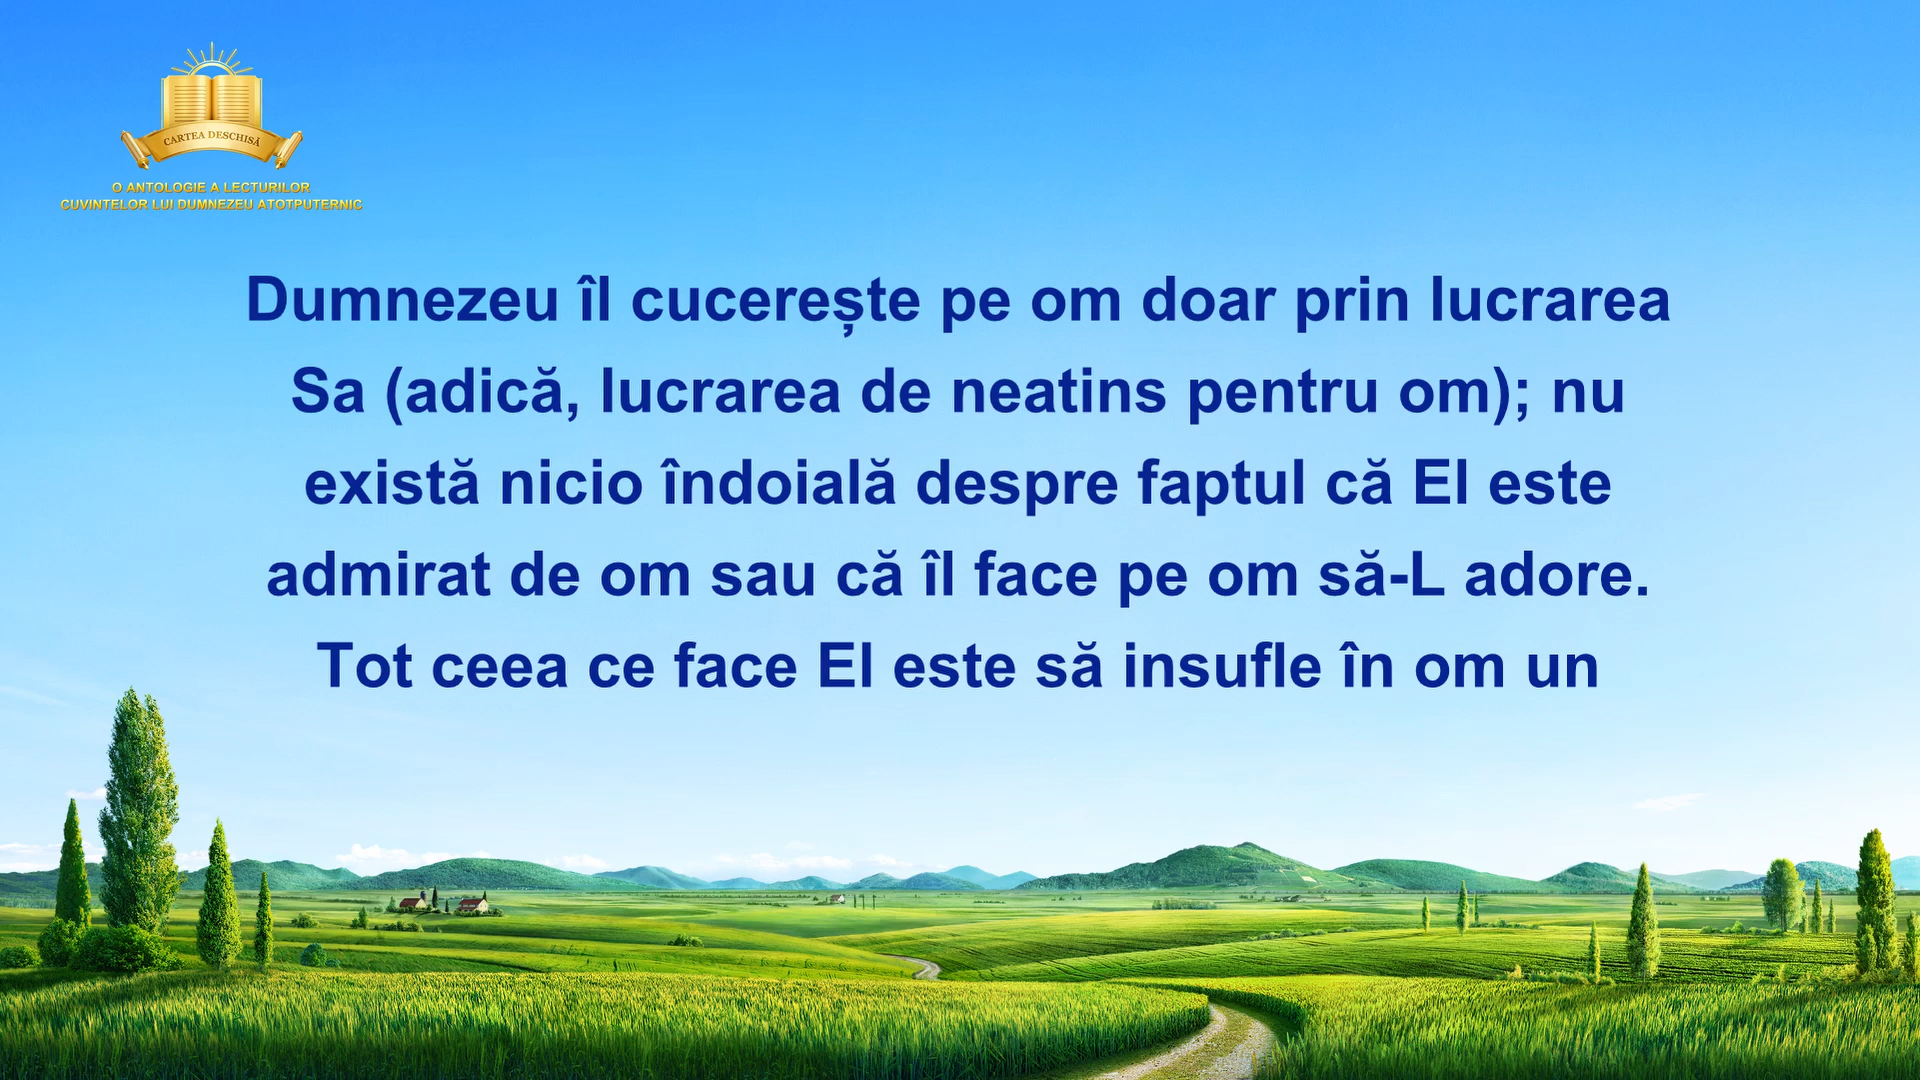 CARTEA DESCHISĂ
O ANTOLOGIE A LECTURILOR
CUVINTELOR LUI DUMNEZEU ATOTPUTERNIC
Dumnezeu îl cucerește pe om doar prin lucrarea
Sa (adică, lucrarea de neatins pentru om); nu
există nicio îndoială despre faptul că El este
admirat de om sau că îl face pe om să-L adore.
Tot ceea ce face El este să insufle în om un